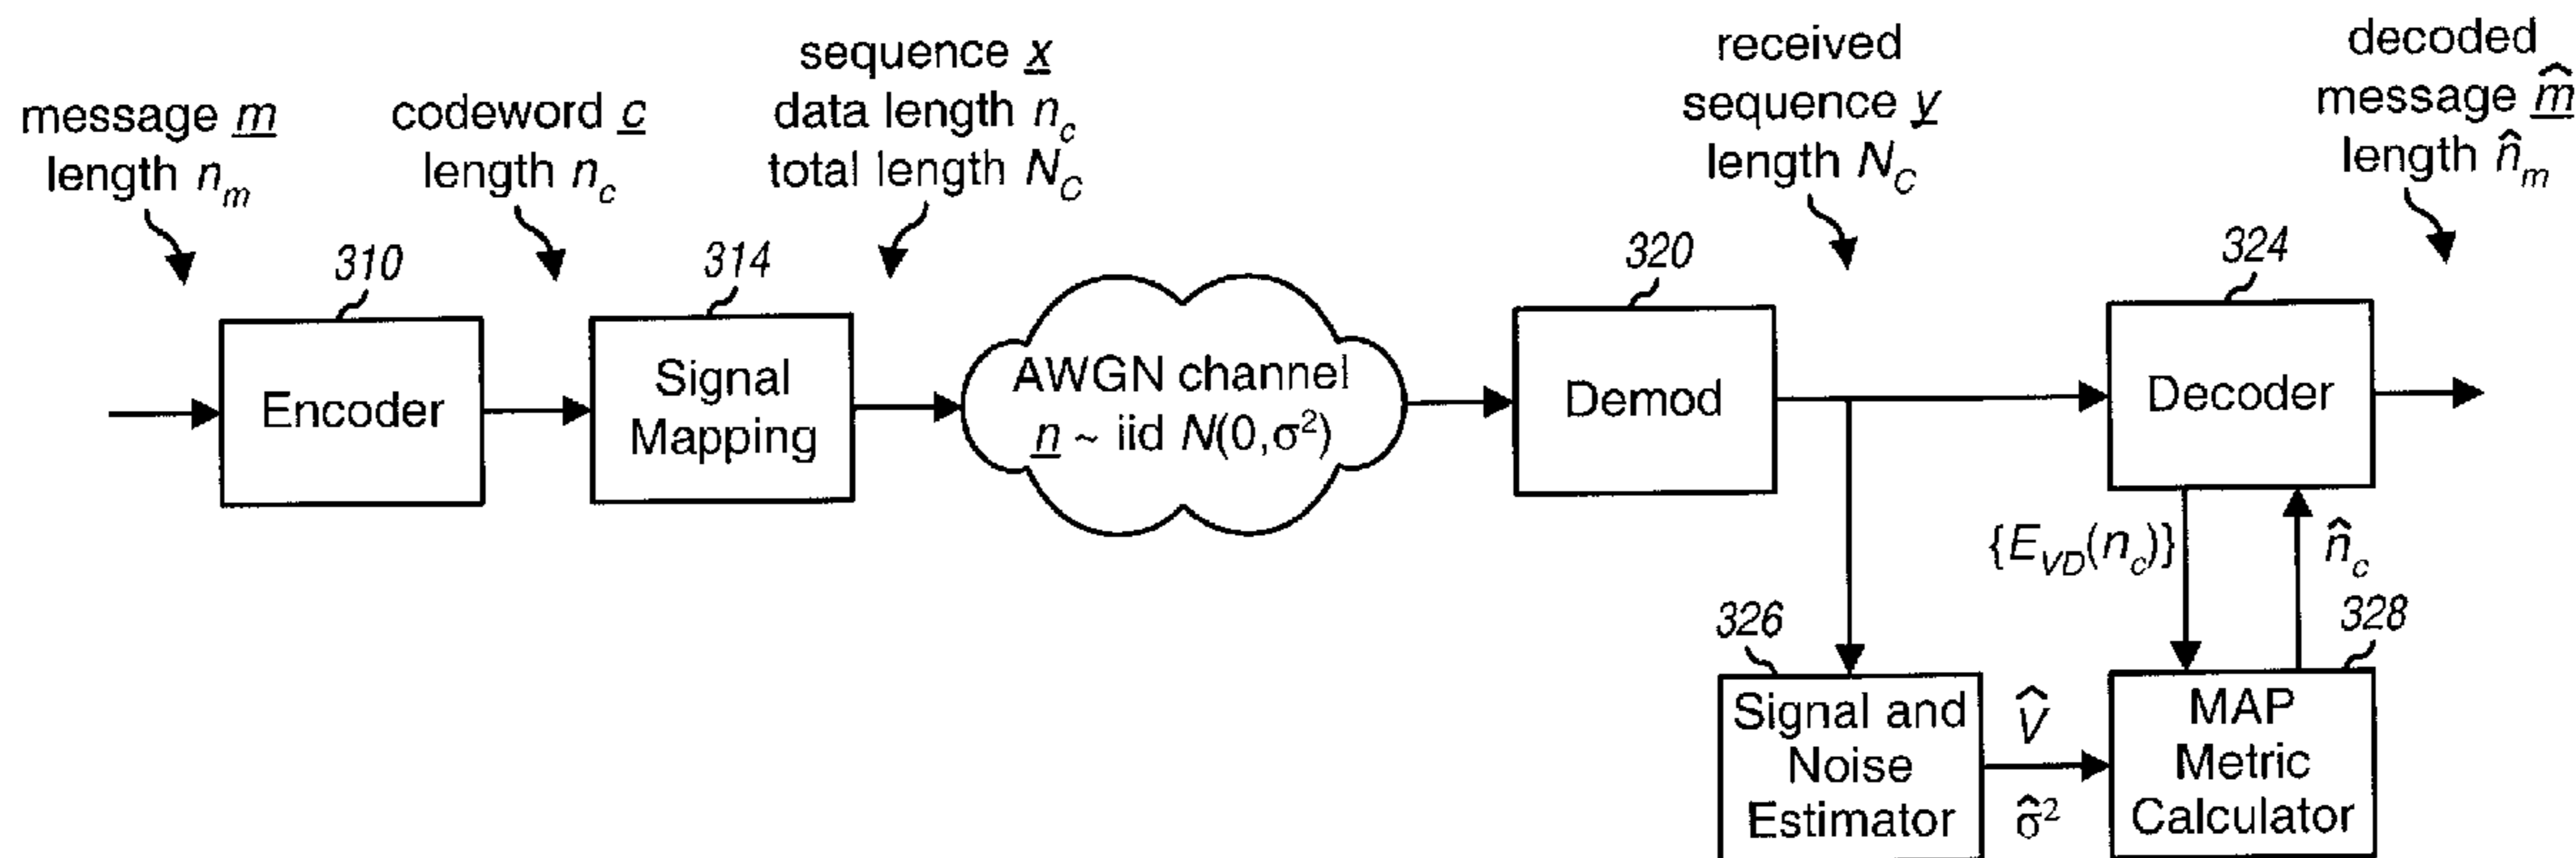 message m
length n_m
codeword c
length n_c
sequence x
data length n_c
total length N_C
received
sequence y
length N_C
decoded
message m̂
length n̂_m
310
Encoder
314
Signal
Mapping
AWGN channel
n ~ iid N(0,σ²)
320
Demod
324
Decoder
{E_VD(n_c)}
n̂_c
326
Signal and
Noise
Estimator
V̂
σ̂²
328
MAP
Metric
Calculator